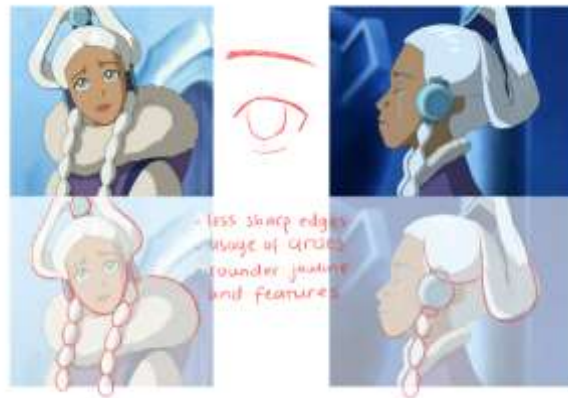 - less sharp edges
- usage of circles
rounder jawline
and features